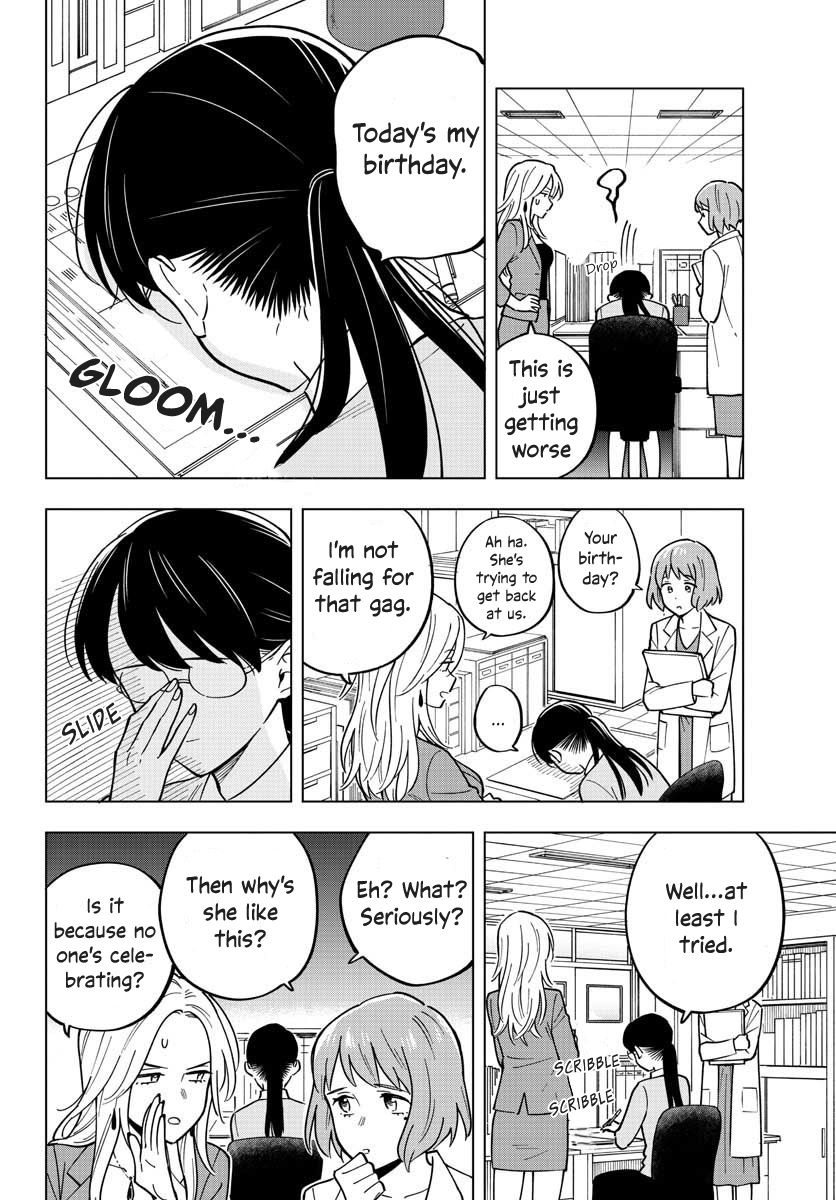 This is
just
getting
worse
Drop
Today's my
birthday.
GLOOM...
Your
birth-
day?
Ah ha.
She's
trying to
get back
at us.
I'm not
falling for
that gag.
...
SLIDE
Well...at
least I
tried.
SCRIBBLE
SCRIBBLE
Eh? What?
Seriously?
Then why's
she like
this?
Is it
because no
one's cele-
brating?